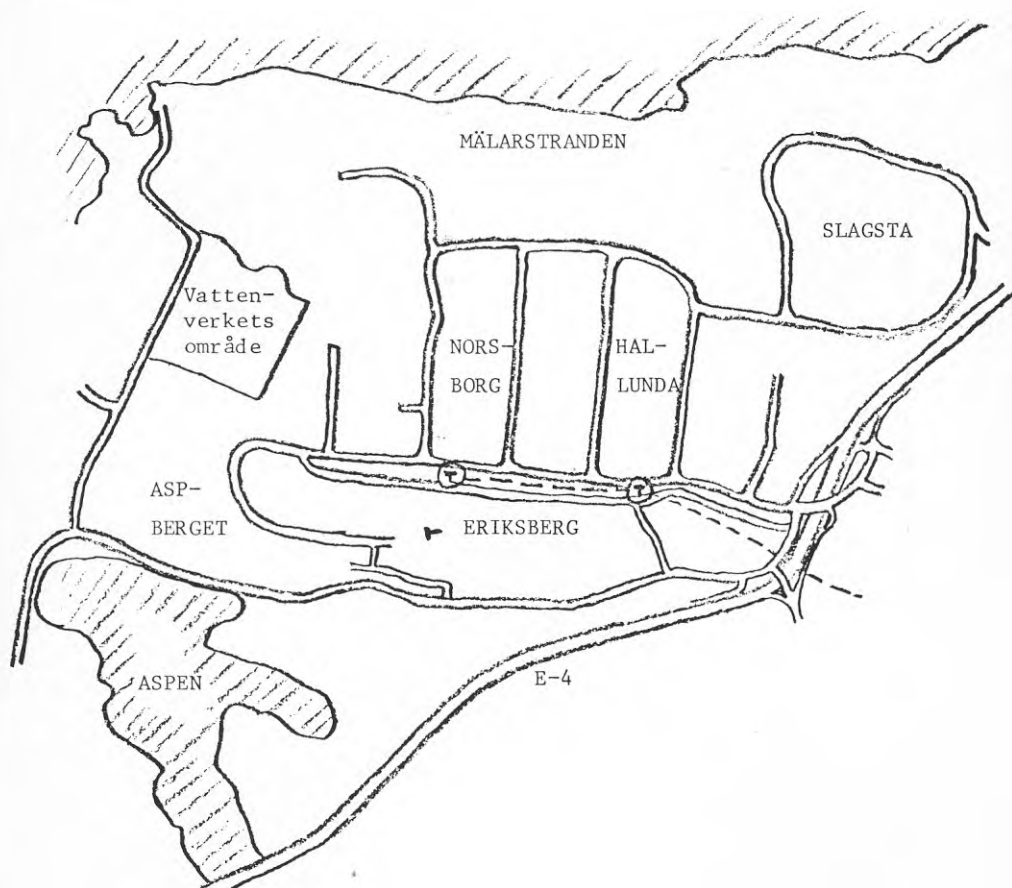 MÄLARSTRANDEN
SLAGSTA
Vatten-
verkets
område
NORS-
BORG
HAL-
LUNDA
T
T
ASP-
BERGET
ERIKSBERG
ASPEN
E-4